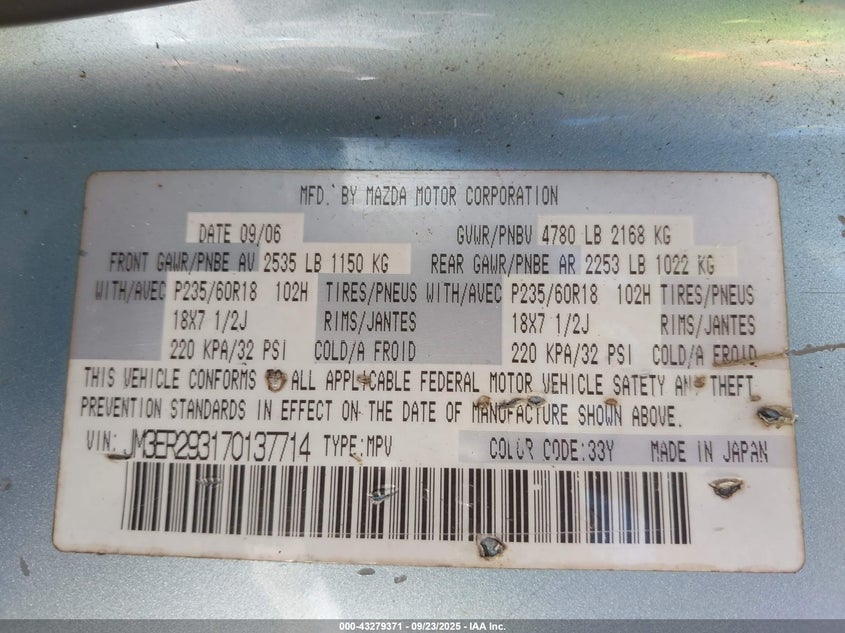 MFD. BY MAZDA MOTOR CORPORATION
DATE 09/06 GVWR/PNBV 4780 LB 2168 KG
FRONT GAWR/PNBE AV 2535 LB 1150 KG REAR GAWR/PNBE AR 2253 LB 1022 KG
WITH/AVEC P235/60R18 102H TIRES/PNEUS WITH/AVEC P235/60R18 102H TIRES/PNEUS
18X7 1/2J RIMS/JANTES 18X7 1/2J RIMS/JANTES
220 KPA/32 PSI COLD/A FROID 220 KPA/32 PSI COLD/A FROID
THIS VEHICLE CONFORMS TO ALL APPLICABLE FEDERAL MOTOR VEHICLE SAFETY AND THEFT
PREVENTION STANDARDS IN EFFECT ON THE DATE OF MANUFACTURE SHOWN ABOVE.
VIN: JM3ER293170137714 TYPE:MPV COLOR CODE:33Y MADE IN JAPAN
000-43279371 - 09/23/2025 - IAA Inc.